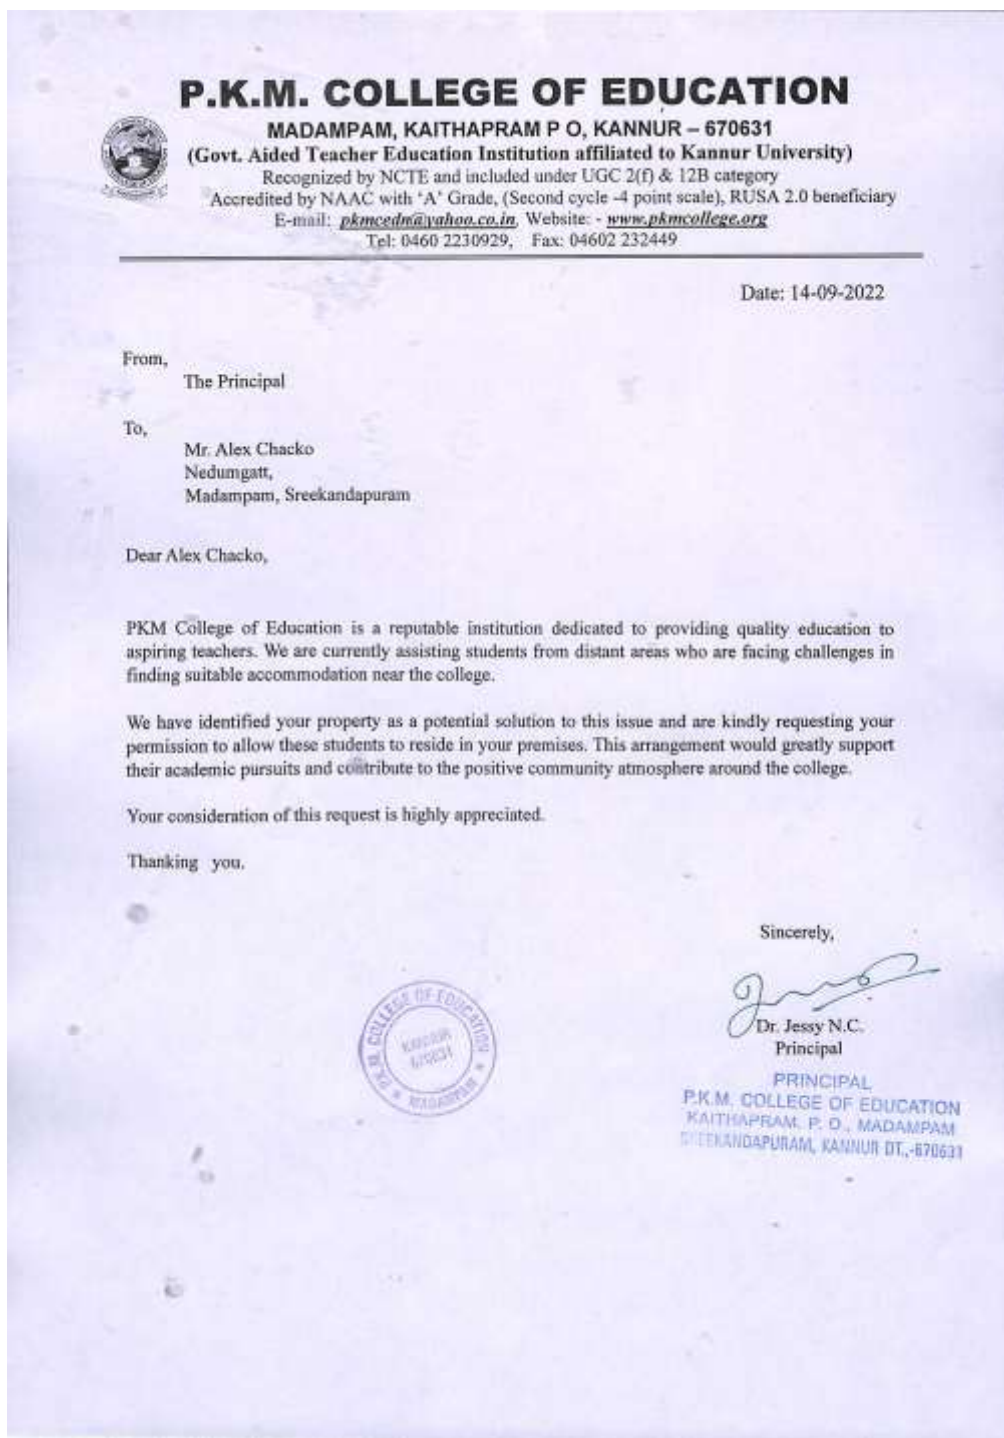 P.K.M. COLLEGE OF EDUCATION
MADAMPAM, KAITHAPRAM P O, KANNUR – 670631
(Govt. Aided Teacher Education Institution affiliated to Kannur University)
Recognized by NCTE and included under UGC 2(f) & 12B category
Accredited by NAAC with ‘A’ Grade, (Second cycle -4 point scale), RUSA 2.0 beneficiary
E-mail: pkmcedn@yahoo.co.in, Website: - www.pkmcollege.org
Tel: 0460 2230929, Fax: 04602 232449
Date: 14-09-2022
From,
The Principal
To,
Mr. Alex Chacko
Nedumgatt,
Madampam, Sreekandapuram
Dear Alex Chacko,
PKM College of Education is a reputable institution dedicated to providing quality education to
aspiring teachers. We are currently assisting students from distant areas who are facing challenges in
finding suitable accommodation near the college.
We have identified your property as a potential solution to this issue and are kindly requesting your
permission to allow these students to reside in your premises. This arrangement would greatly support
their academic pursuits and contribute to the positive community atmosphere around the college.
Your consideration of this request is highly appreciated.
Thanking you.
Sincerely,
Dr. Jessy N.C.
Principal
P.K.M. COLLEGE OF EDUCATION
KANNUR
670631
* MADAMPAM *
PRINCIPAL
P.K.M. COLLEGE OF EDUCATION
KAITHAPRAM. P. O., MADAMPAM
SREEKANDAPURAM, KANNUR DT.,-670631